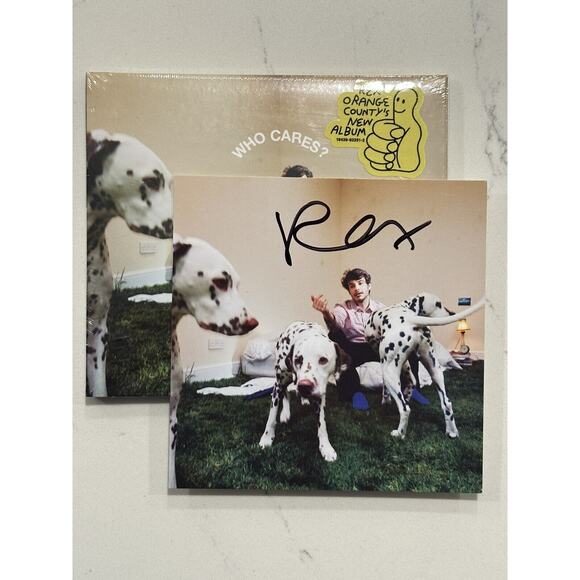 REX
ORANGE
COUNTY'S
NEW
ALBUM
WHO CARES?
Rex